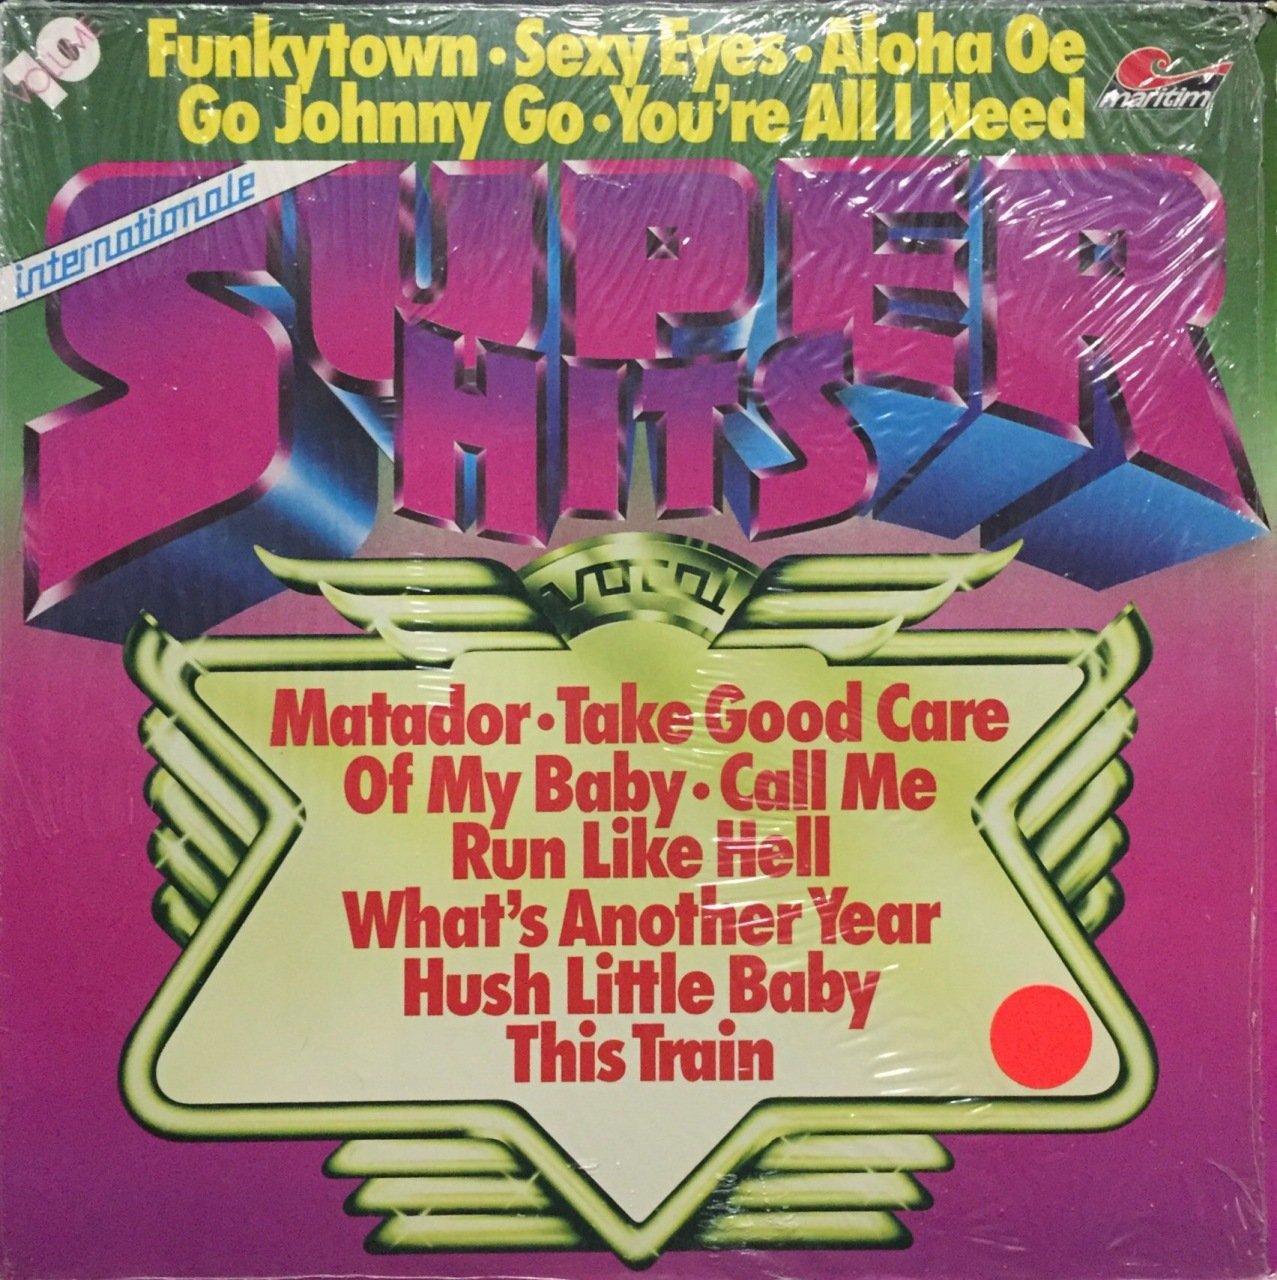 VOLUME 10
Funkytown · Sexy Eyes · Aloha Oe
Go Johnny Go · You're All I Need
maritim
internationale
SUPER
HITS
vocal
Matador · Take Good Care
Of My Baby · Call Me
Run Like Hell
What's Another Year
Hush Little Baby
This Train